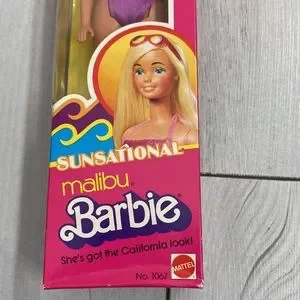 SUNSATIONAL
malibu
Barbie
She's got the California look!
No. 1067
MATTEL